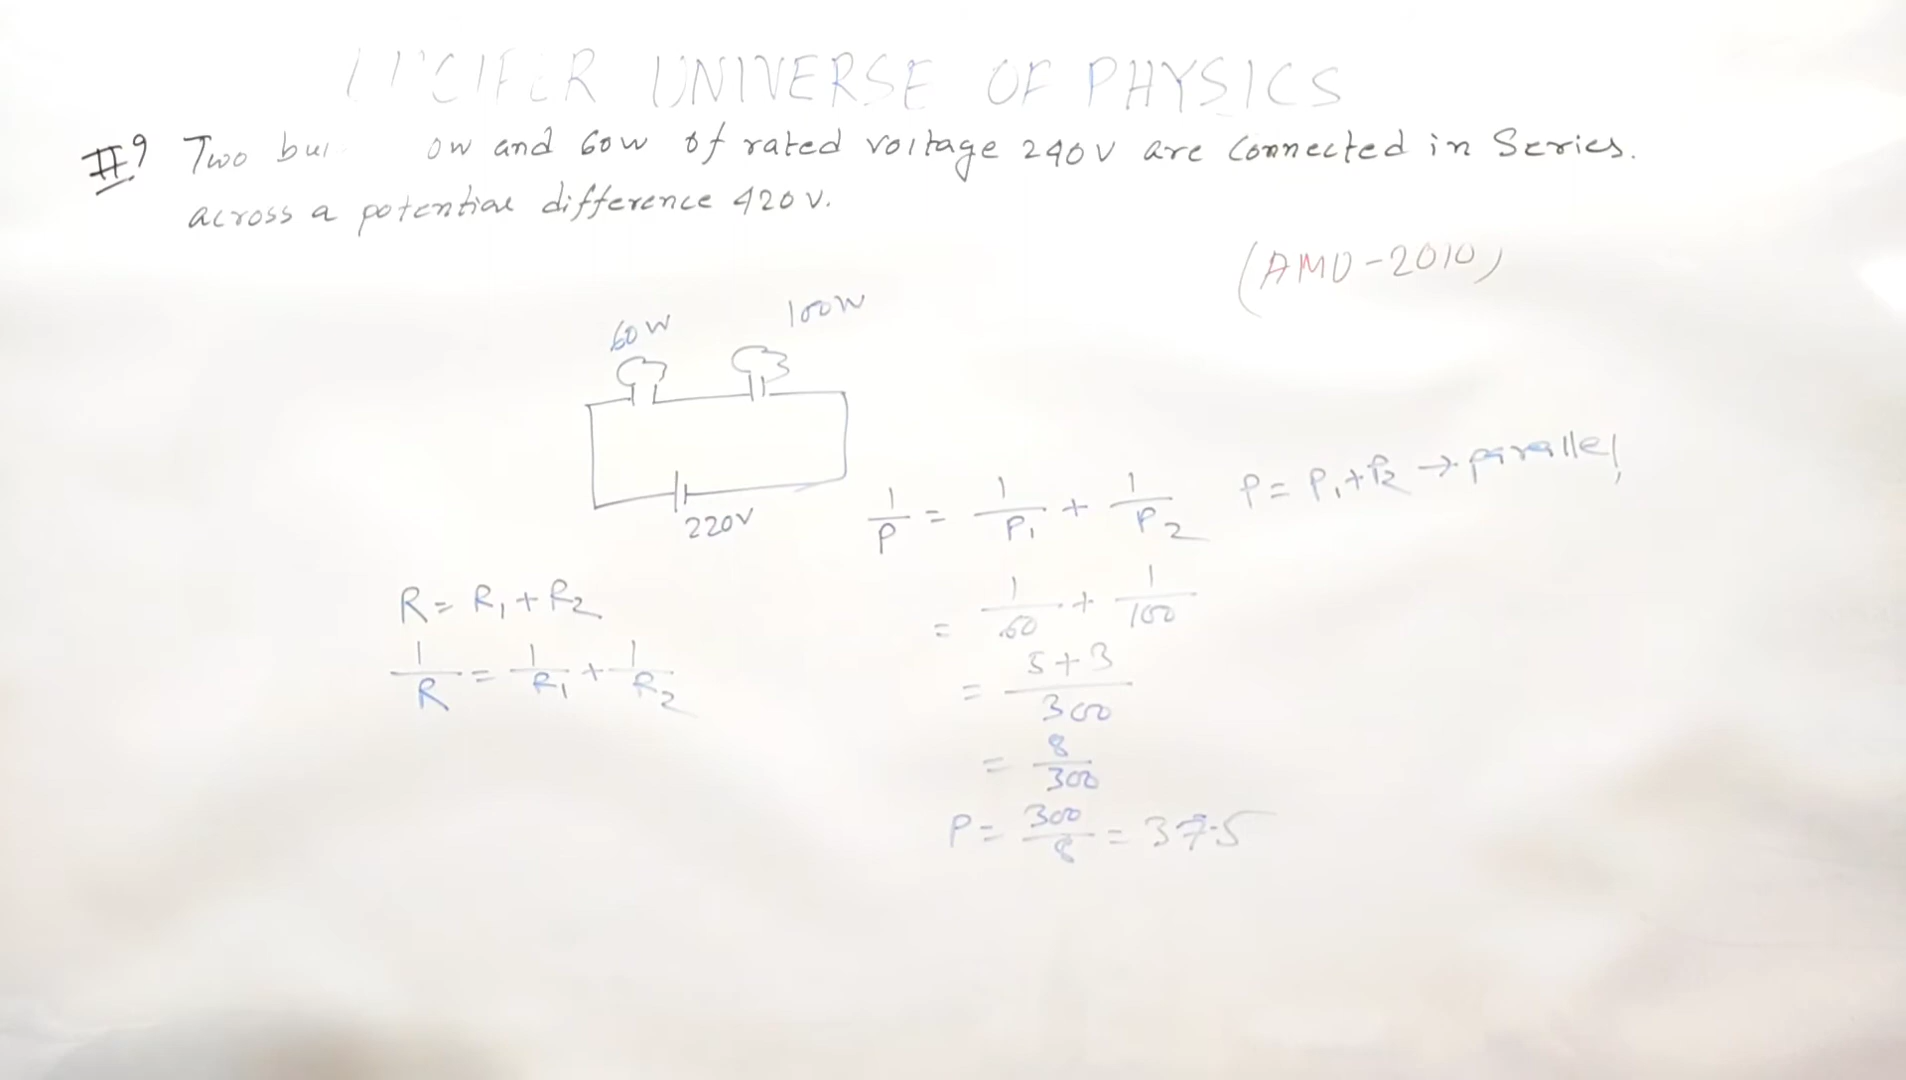 UNIVERSE OF PHYSICS
#9 Two ow and 60w of rated voltage 240v are connected in Series.
across a potential difference 420v.
(AMU-2010)
60W
100W
220V
1/P = 1/P1 + 1/P2
P = P1+P2 → parallel
= 1/60 + 1/100
= 5+3/300
= 8/300
P = 300/8 = 37.5
R = R1 + R2
1/R = 1/R1 + 1/R2